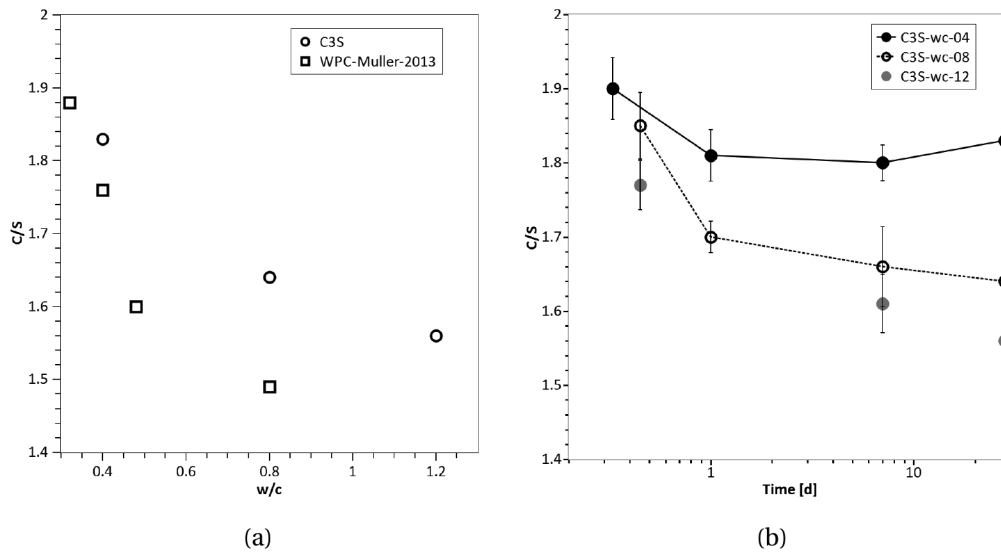 2
1.9
1.8
1.7
1.6
1.5
1.4
C/S
C3S
WPC-Muller-2013
0.4
0.6
0.8
1
1.2
w/c
(a)
2
1.9
1.8
1.7
1.6
1.5
1.4
C/S
C3S-wc-04
C3S-wc-08
C3S-wc-12
1
10
Time [d]
(b)